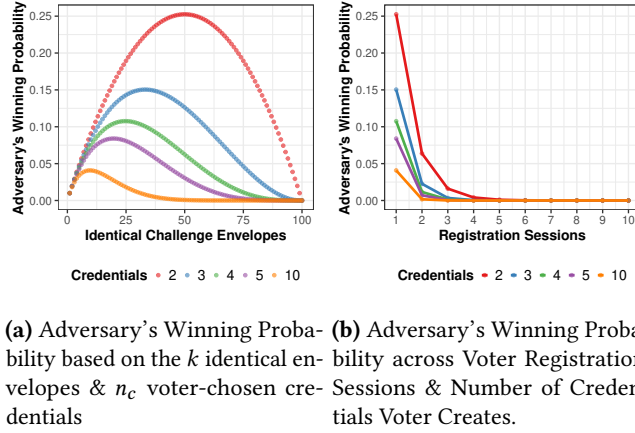 Adversary's Winning Probability
0.25
0.20
0.15
0.10
0.05
0.00
0 25 50 75 100
Identical Challenge Envelopes
Credentials 2 3 4 5 10
Adversary's Winning Probability
0.25
0.20
0.15
0.10
0.05
0.00
1 2 3 4 5 6 7 8 9 10
Registration Sessions
Credentials 2 3 4 5 10
(a) Adversary's Winning Proba-
bility based on the k identical en-
velopes & n_c voter-chosen cre-
dentials
(b) Adversary's Winning Proba
bility across Voter Registration
Sessions & Number of Creden
tials Voter Creates.